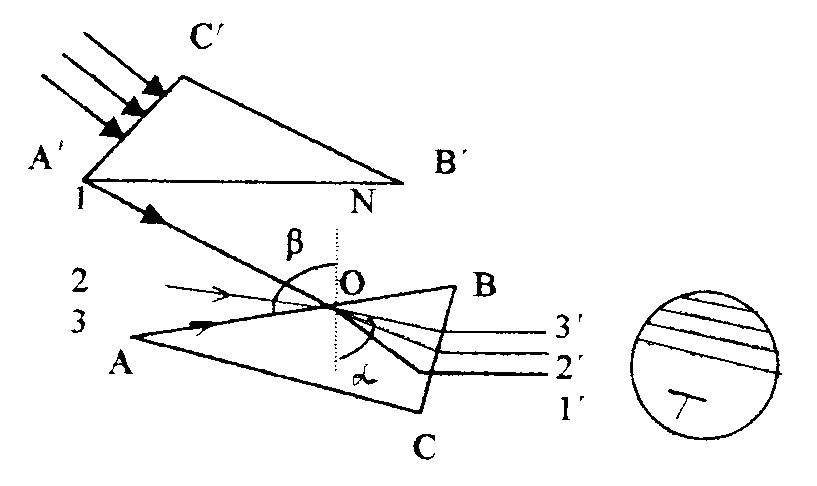 C′
A′
B′
1
N
β
2
O
B
3
3′
A
2′
α
1′
T
C